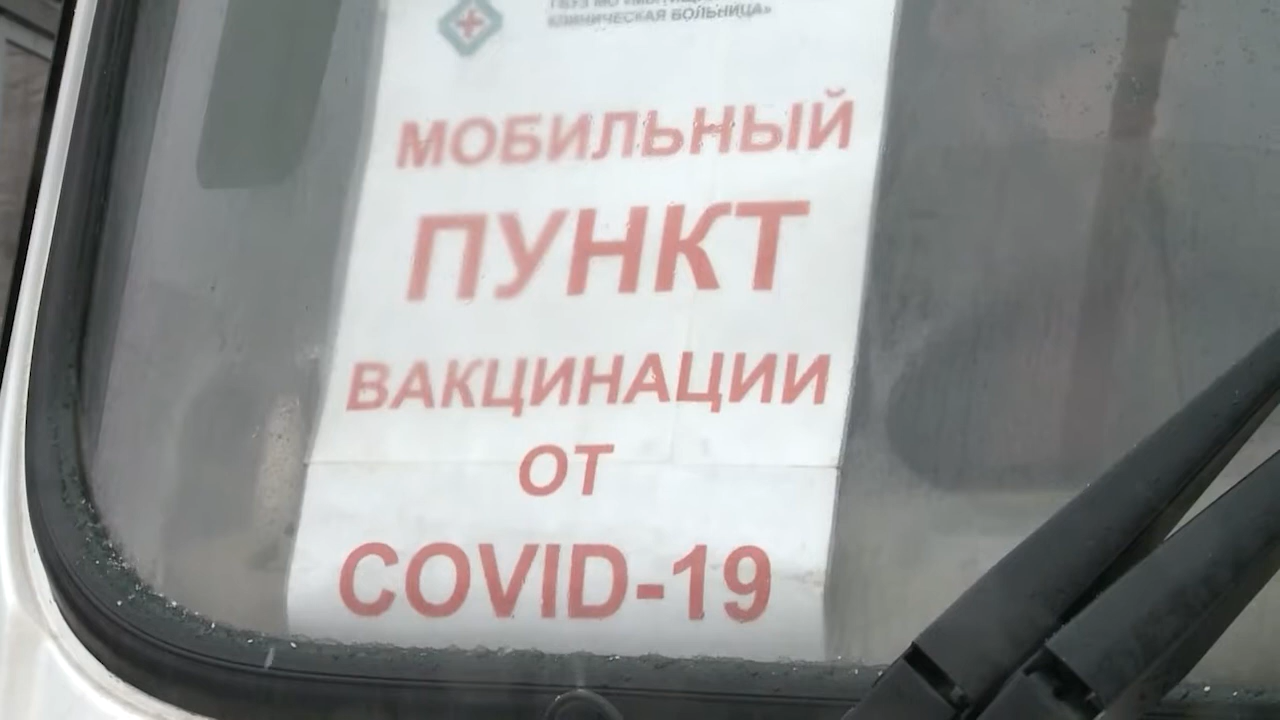 КЛИНИЧЕСКАЯ БОЛЬНИЦА»
МОБИЛЬНЫЙ
ПУНКТ
ВАКЦИНАЦИИ
ОТ
COVID-19